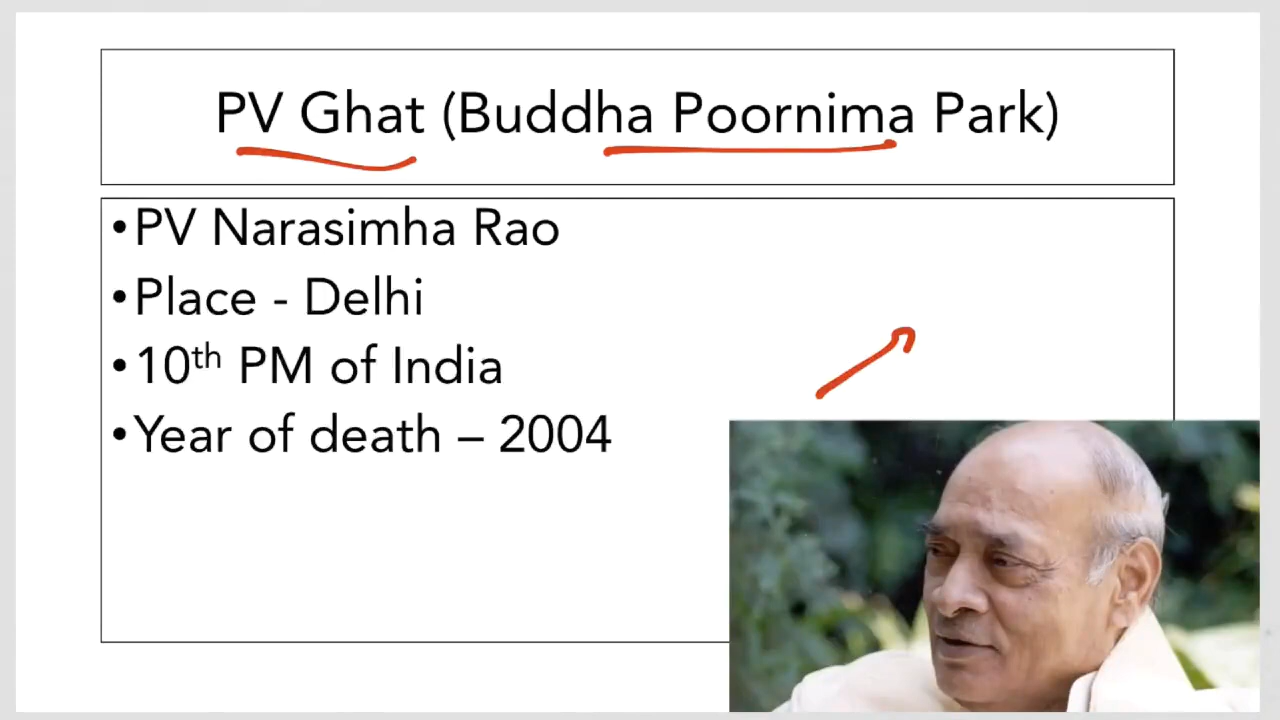 PV Ghat (Buddha Poornima Park)
•PV Narasimha Rao
•Place - Delhi
•10th PM of India
•Year of death – 2004